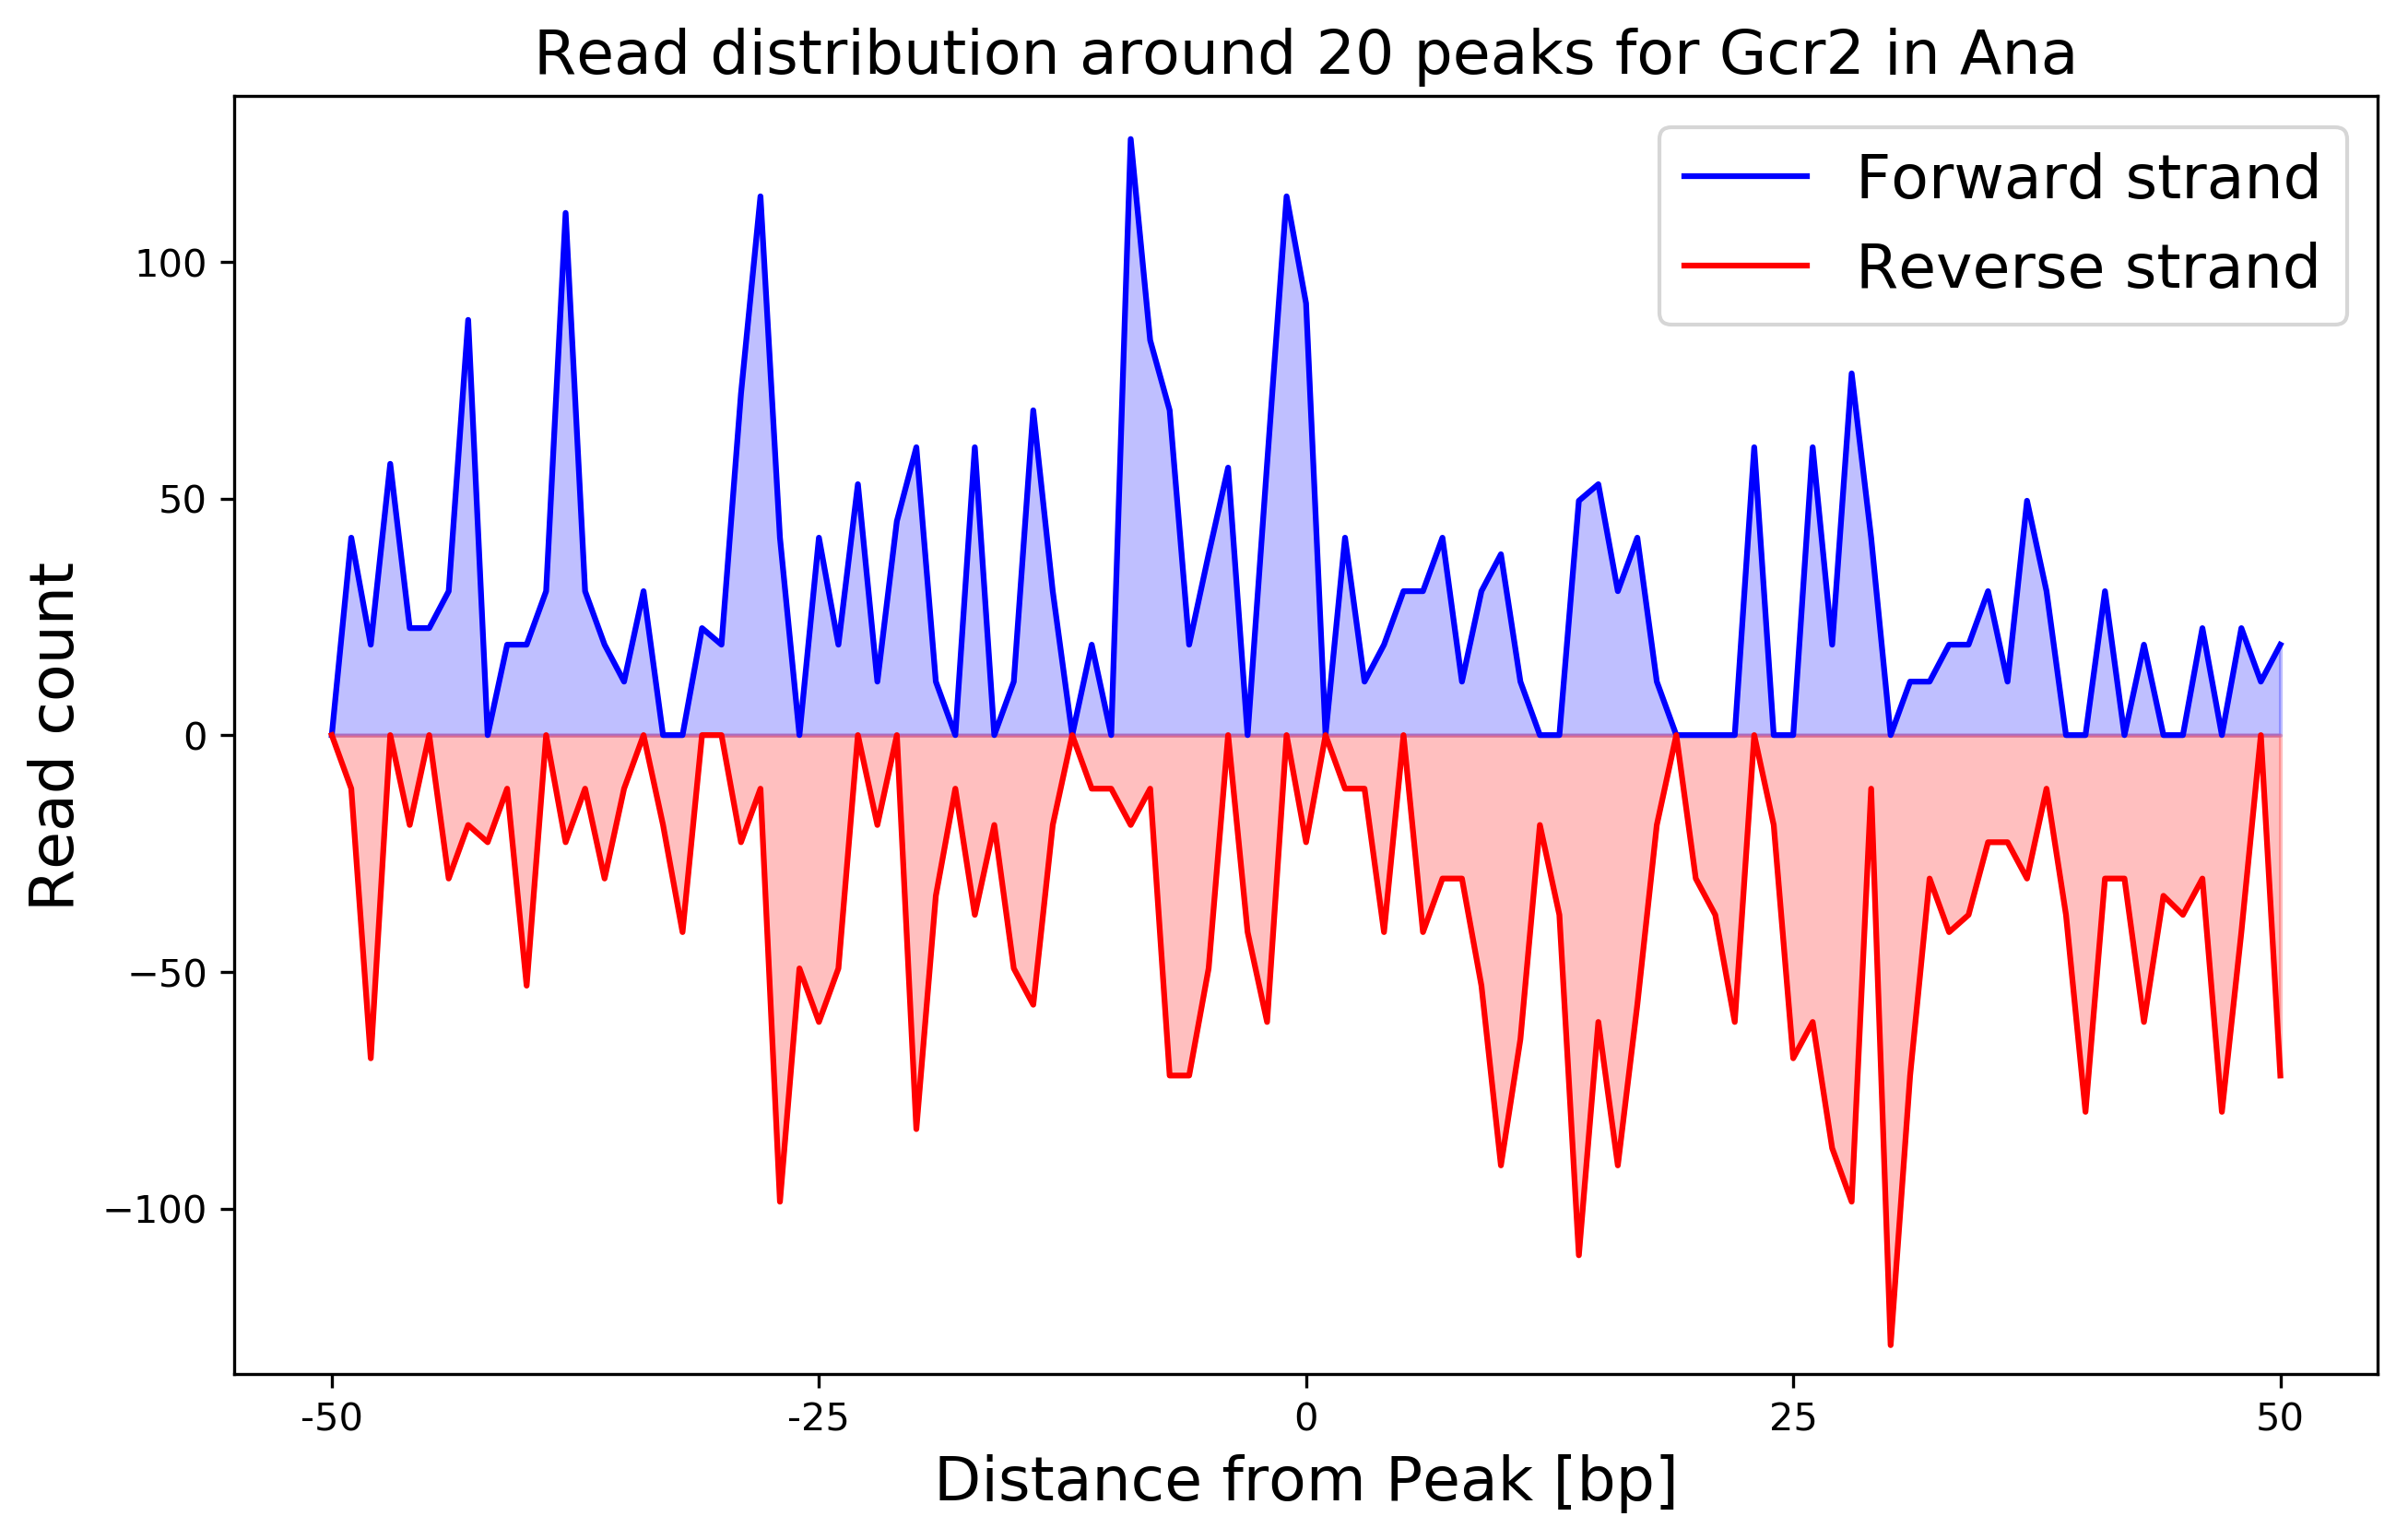 Read distribution around 20 peaks for Gcr2 in Ana
Forward strand
Reverse strand
100
50
0
−50
−100
Read count
-50
-25
0
25
50
Distance from Peak [bp]